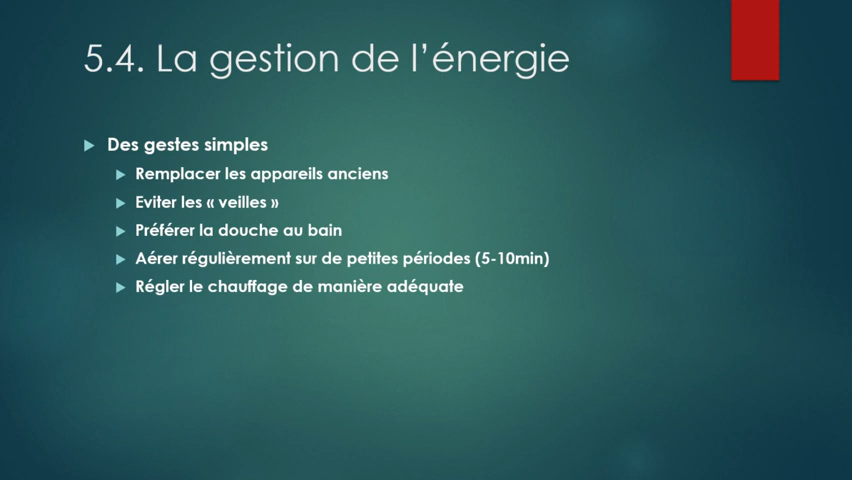 5.4. La gestion de l’énergie
Des gestes simples
Remplacer les appareils anciens
Eviter les « veilles »
Préférer la douche au bain
Aérer régulièrement sur de petites périodes (5-10min)
Régler le chauffage de manière adéquate